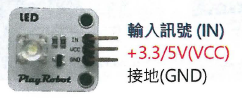 LED
IN
VCC
GND
PlayRobot
輸入訊號 (IN)
+3.3/5V(VCC)
接地(GND)